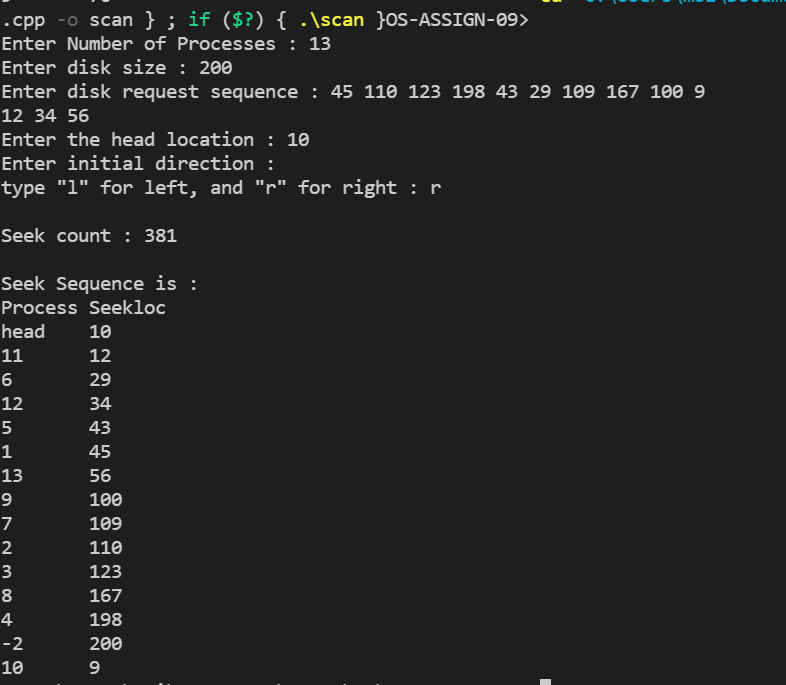 .cpp -o scan } ; if ($?) { .\scan }OS-ASSIGN-09>
Enter Number of Processes : 13
Enter disk size : 200
Enter disk request sequence : 45 110 123 198 43 29 109 167 100 9
12 34 56
Enter the head location : 10
Enter initial direction :
type "l" for left, and "r" for right : r
Seek count : 381
Seek Sequence is :
Process Seekloc
head 10
11 12
6 29
12 34
5 43
1 45
13 56
9 100
7 109
2 110
3 123
8 167
4 198
-2 200
10 9